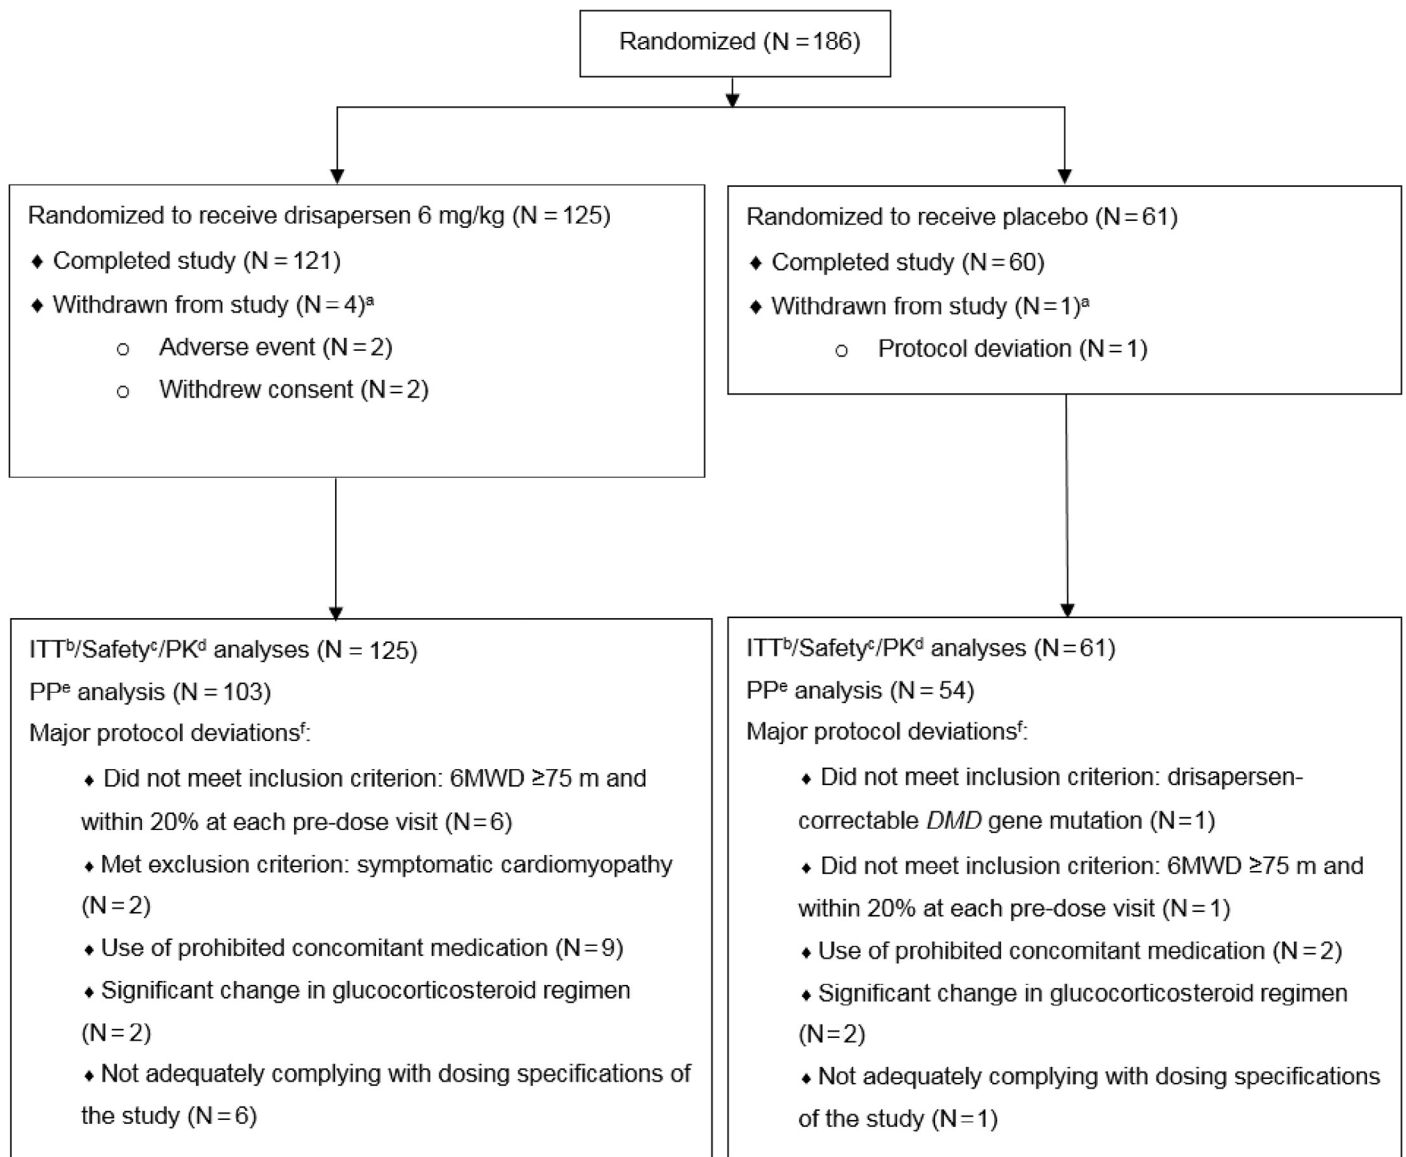 Randomized (N = 186)
Randomized to receive drisapersen 6 mg/kg (N = 125)
♦ Completed study (N = 121)
♦ Withdrawn from study (N = 4)ᵃ
o Adverse event (N = 2)
o Withdrew consent (N = 2)
Randomized to receive placebo (N = 61)
♦ Completed study (N = 60)
♦ Withdrawn from study (N = 1)ᵃ
o Protocol deviation (N = 1)
ITTᵇ/Safetyᶜ/PKᵈ analyses (N = 125)
PPᵉ analysis (N = 103)
Major protocol deviationsᶠ:
♦ Did not meet inclusion criterion: 6MWD ≥75 m and
within 20% at each pre-dose visit (N = 6)
♦ Met exclusion criterion: symptomatic cardiomyopathy
(N = 2)
♦ Use of prohibited concomitant medication (N = 9)
♦ Significant change in glucocorticosteroid regimen
(N = 2)
♦ Not adequately complying with dosing specifications of
the study (N = 6)
ITTᵇ/Safetyᶜ/PKᵈ analyses (N = 61)
PPᵉ analysis (N = 54)
Major protocol deviationsᶠ:
♦ Did not meet inclusion criterion: drisapersen-
correctable DMD gene mutation (N = 1)
♦ Did not meet inclusion criterion: 6MWD ≥75 m and
within 20% at each pre-dose visit (N = 1)
♦ Use of prohibited concomitant medication (N = 2)
♦ Significant change in glucocorticosteroid regimen
(N = 2)
♦ Not adequately complying with dosing specifications
of the study (N = 1)